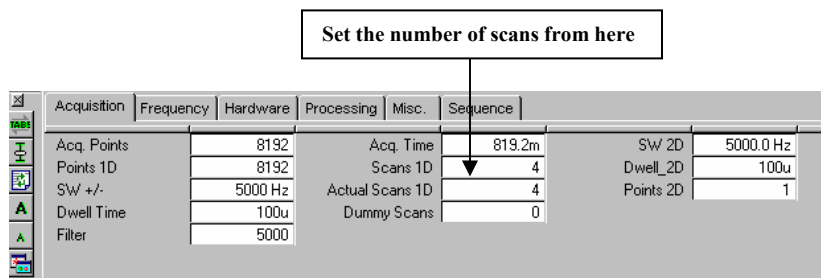 Set the number of scans from here
TABS
Acquisition Frequency Hardware Processing Misc. Sequence
Acq. Points 8192 Acq. Time 819.2m SW 2D 5000.0 Hz
Points 1D 8192 Scans 1D 4 Dwell_2D 100u
SW +/- 5000 Hz Actual Scans 1D 4 Points 2D 1
A Dwell Time 100u Dummy Scans 0
A Filter 5000